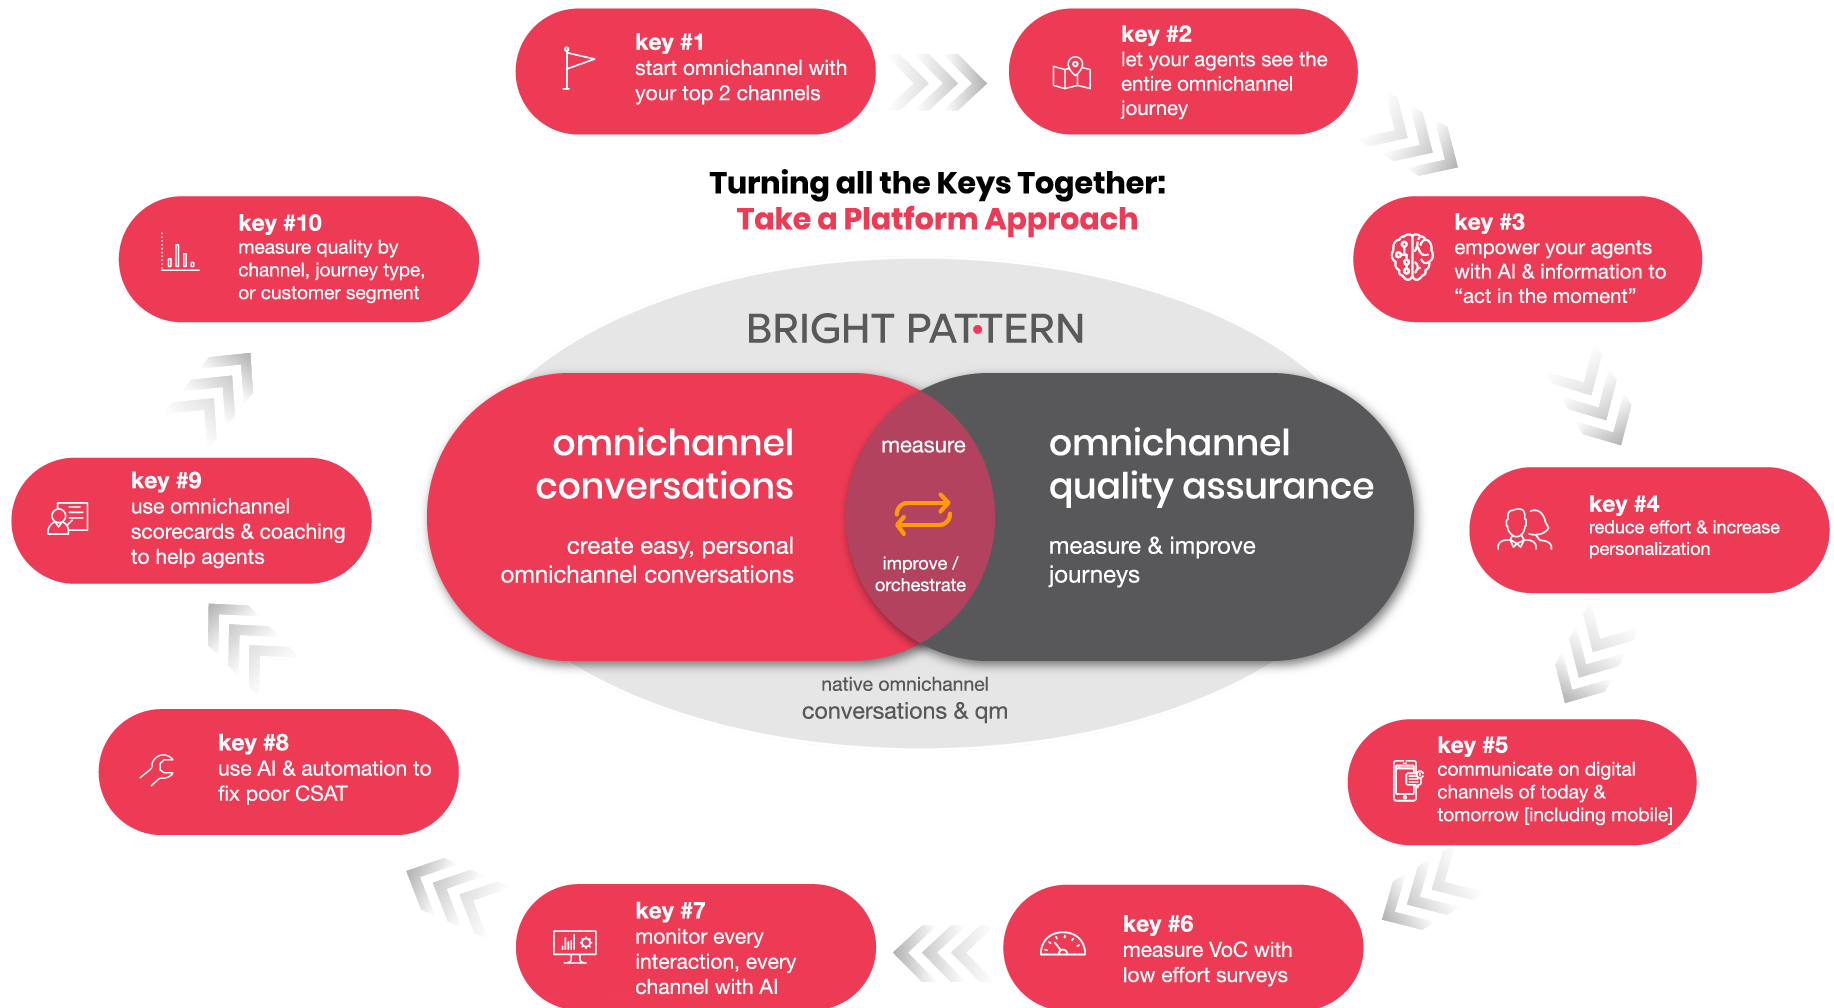 key #1
start omnichannel with
your top 2 channels
key #2
let your agents see the
entire omnichannel
journey
Turning all the Keys Together:
Take a Platform Approach
key #3
empower your agents
with AI & information to
“act in the moment”
key #4
reduce effort & increase
personalization
key #5
communicate on digital
channels of today &
tomorrow [including mobile]
key #6
measure VoC with
low effort surveys
key #7
monitor every
interaction, every
channel with AI
key #8
use AI & automation to
fix poor CSAT
key #9
use omnichannel
scorecards & coaching
to help agents
key #10
measure quality by
channel, journey type,
or customer segment
BRIGHT PATTERN
omnichannel
conversations
create easy, personal
omnichannel conversations
measure
improve /
orchestrate
omnichannel
quality assurance
measure & improve
journeys
native omnichannel
conversations & qm